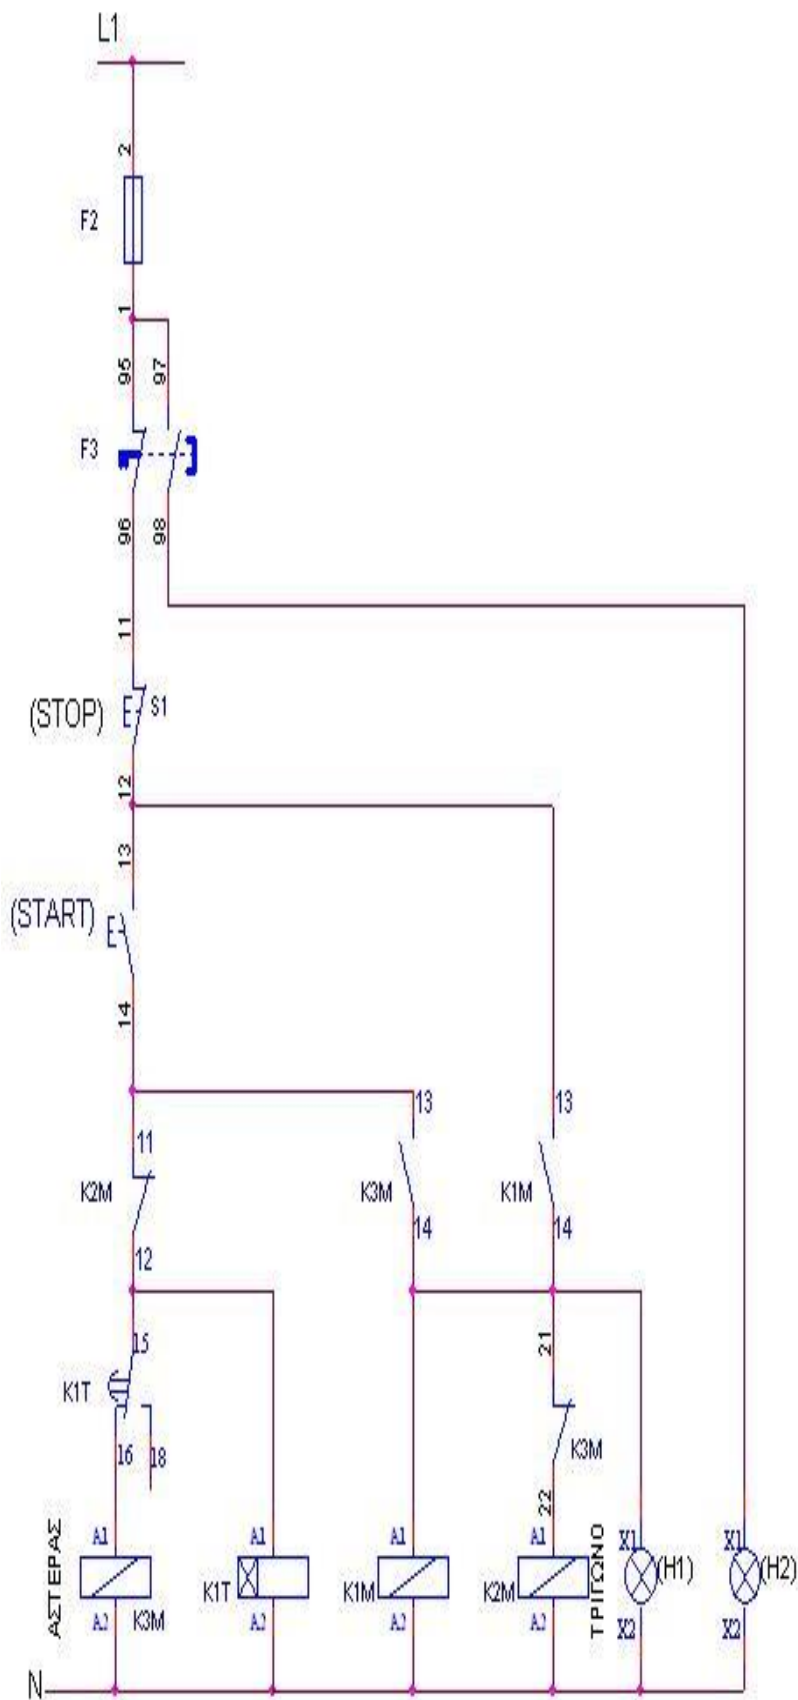 L1
2
F2
1
95 97
F3
96 98
11
(STOP) E S1
12
13
(START) E
14
13 13
11
K2M K3M K1M
14 14
12
15 21
K1T
16 18 K3M
22
ΑΣΤΕΡΑΣ A1 A1 A1 A1 ΤΡΙΓΩΝΟ X1 X1
K1T K1M K2M (H1) (H2)
A2 K3M A2 A2 A2 X2 X2
N